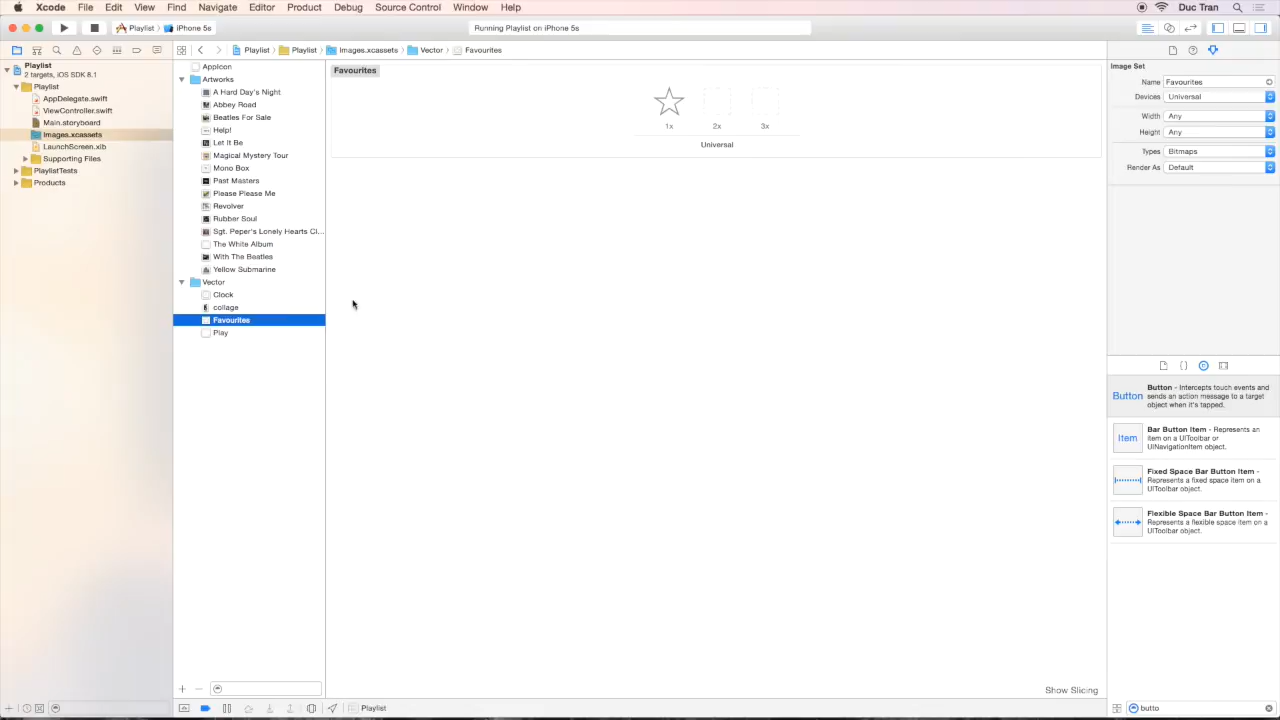 Xcode File Edit View Find Navigate Editor Product Debug Source Control Window Help Duc Tran
Playlist iPhone 5s Running Playlist on iPhone 5s
Playlist Playlist Images.xcassets Vector Favourites
Playlist
2 targets, iOS SDK 8.1
Playlist
AppDelegate.swift
ViewController.swift
Main.storyboard
Images.xcassets
LaunchScreen.xib
Supporting Files
PlaylistTests
Products
AppIcon
Artworks
A Hard Day's Night
Abbey Road
Beatles For Sale
Help!
Let It Be
Magical Mystery Tour
Mono Box
Past Masters
Please Please Me
Revolver
Rubber Soul
Sgt. Peper's Lonely Hearts Cl...
The White Album
With The Beatles
Yellow Submarine
Vector
Clock
collage
Favourites
Play
Favourites
1x 2x 3x
Universal
Show Slicing
Image Set
Name Favourites
Devices Universal
Width Any
Height Any
Types Bitmaps
Render As Default
Button
Button - Intercepts touch events and
sends an action message to a target
object when it's tapped.
Item
Bar Button Item - Represents an
item on a UIToolbar or
UINavigationItem object.
Fixed Space Bar Button Item -
Represents a fixed space item on a
UIToolbar object.
Flexible Space Bar Button Item -
Represents a flexible space item on a
UIToolbar object.
Playlist
butto